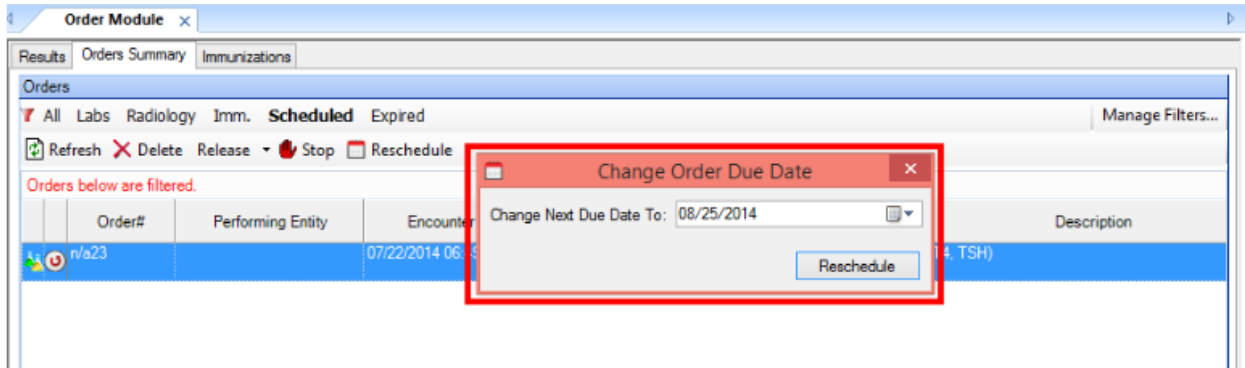 Order Module
Results Orders Summary Immunizations
Orders
All Labs Radiology Imm. Scheduled Expired Manage Filters...
Refresh Delete Release Stop Reschedule
Orders below are filtered.
Order# Performing Entity Encounter Description
n/a23 07/22/2014 06: 4, TSH)
Change Order Due Date
Change Next Due Date To: 08/25/2014
Reschedule